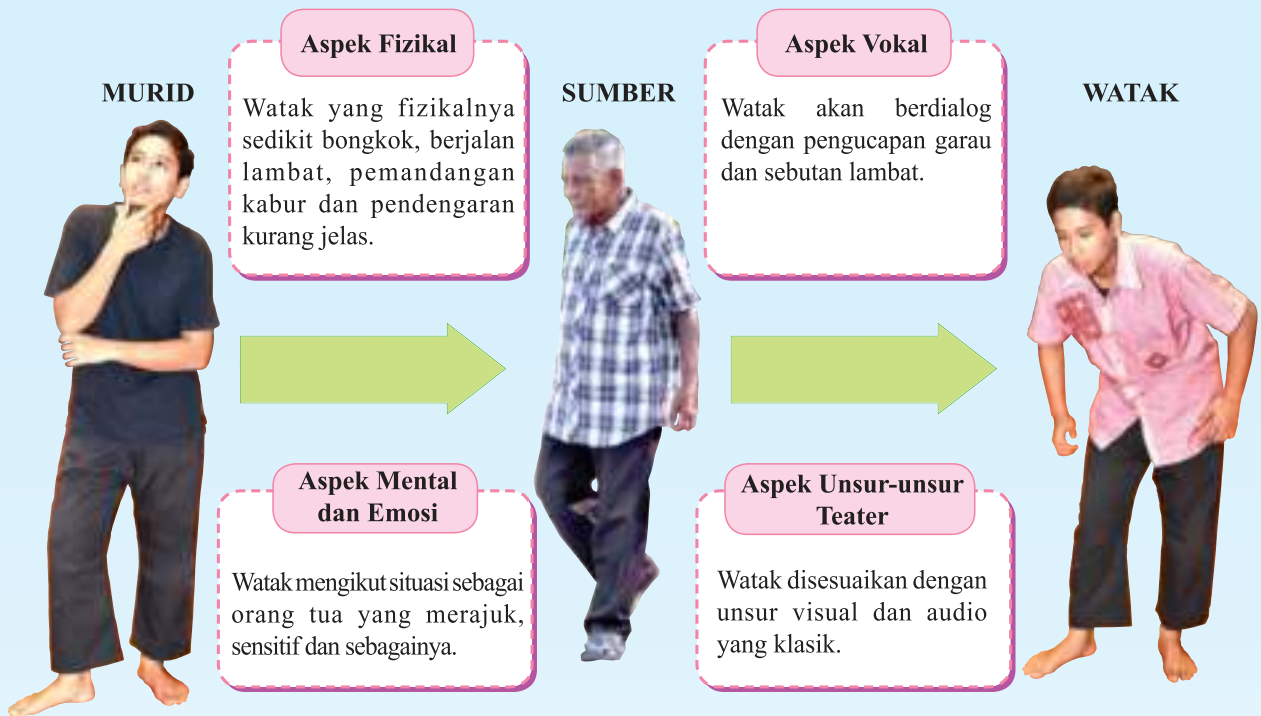 MURID
Aspek Fizikal
Watak yang fizikalnya
sedikit bongkok, berjalan
lambat, pemandangan
kabur dan pendengaran
kurang jelas.
SUMBER
Aspek Vokal
Watak akan berdialog
dengan pengucapan garau
dan sebutan lambat.
WATAK
Aspek Mental
dan Emosi
Watak mengikut situasi sebagai
orang tua yang merajuk,
sensitif dan sebagainya.
Aspek Unsur-unsur
Teater
Watak disesuaikan dengan
unsur visual dan audio
yang klasik.